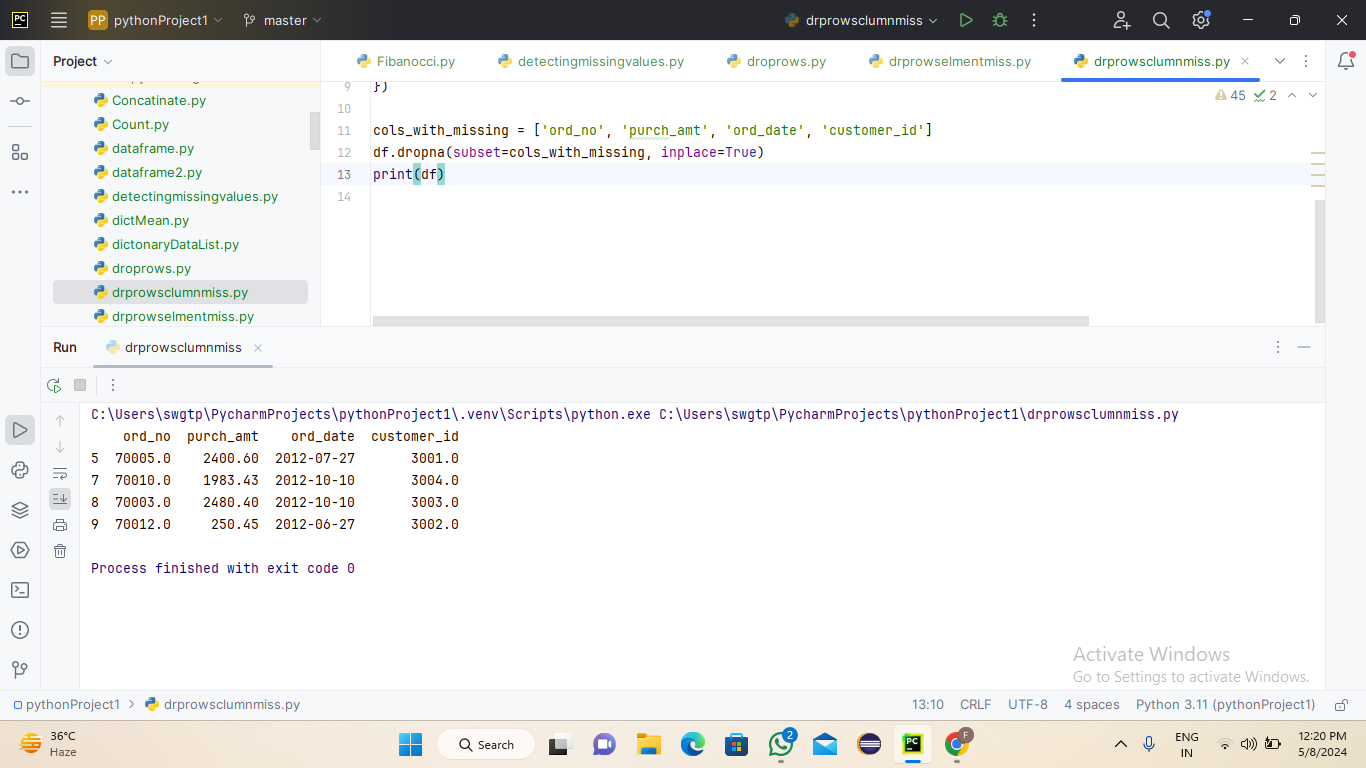 PC PP pythonProject1 master drprowsclumnmiss
Project Fibanocci.py detectingmissingvalues.py droprows.py drprowselmentmiss.py drprowsclumnmiss.py
Concatinate.py
Count.py
dataframe.py
dataframe2.py
detectingmissingvalues.py
dictMean.py
dictonaryDataList.py
droprows.py
drprowsclumnmiss.py
drprowselmentmiss.py
45 2
9 })
10
11 cols_with_missing = ['ord_no', 'purch_amt', 'ord_date', 'customer_id']
12 df.dropna(subset=cols_with_missing, inplace=True)
13 print(df)
14
Run drprowsclumnmiss
C:\Users\swgtp\PycharmProjects\pythonProject1\.venv\Scripts\python.exe C:\Users\swgtp\PycharmProjects\pythonProject1\drprowsclumnmiss.py
ord_no purch_amt ord_date customer_id
5 70005.0 2400.60 2012-07-27 3001.0
7 70010.0 1983.43 2012-10-10 3004.0
8 70003.0 2480.40 2012-10-10 3003.0
9 70012.0 250.45 2012-06-27 3002.0
Process finished with exit code 0
Activate Windows
Go to Settings to activate Windows.
pythonProject1 > drprowsclumnmiss.py 13:10 CRLF UTF-8 4 spaces Python 3.11 (pythonProject1)
36°C
Haze
Search
2
PC
F
ENG
IN
12:20 PM
5/8/2024